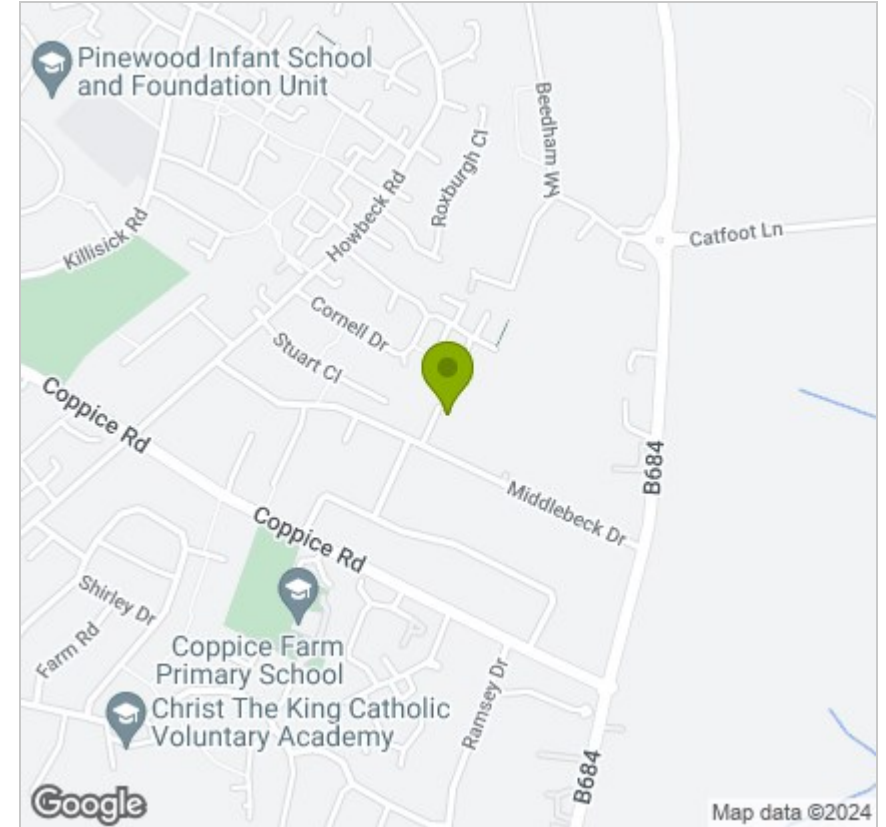 Pinewood Infant School
and Foundation Unit
Beedham Wy
Roxburgh Cl
Howbeck Rd
Killisick Rd
Catfoot Ln
Cornell Dr
Stuart Cl
Coppice Rd
B684
Middlebeck Dr
Coppice Rd
Shirley Dr
Farm Rd
Coppice Farm
Primary School
Ramsey Dr
Christ The King Catholic
Voluntary Academy
B684
Google
Map data ©2024